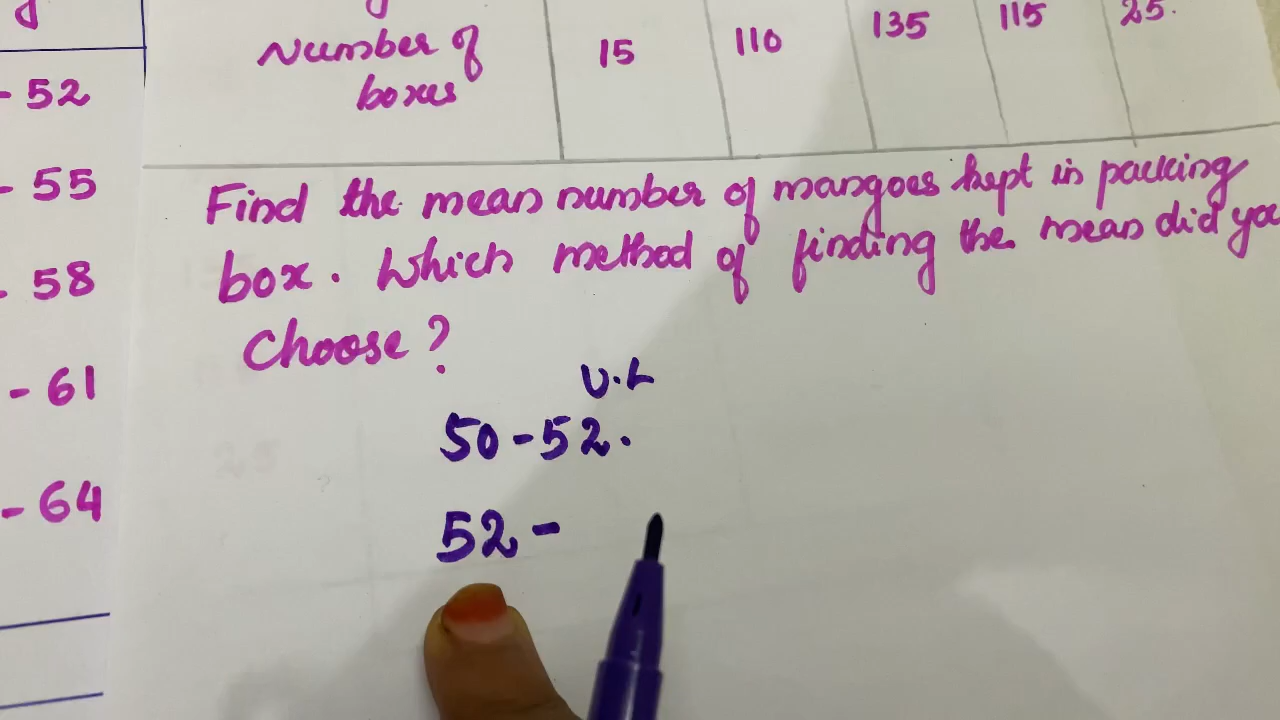 Number of
boxes
15 110 135 115 25.
- 52
- 55
- 58
- 61
- 64
Find the mean number of mangoes kept in packing
box. Which method of finding the mean did you
Choose?
U.L
50-52.
52-